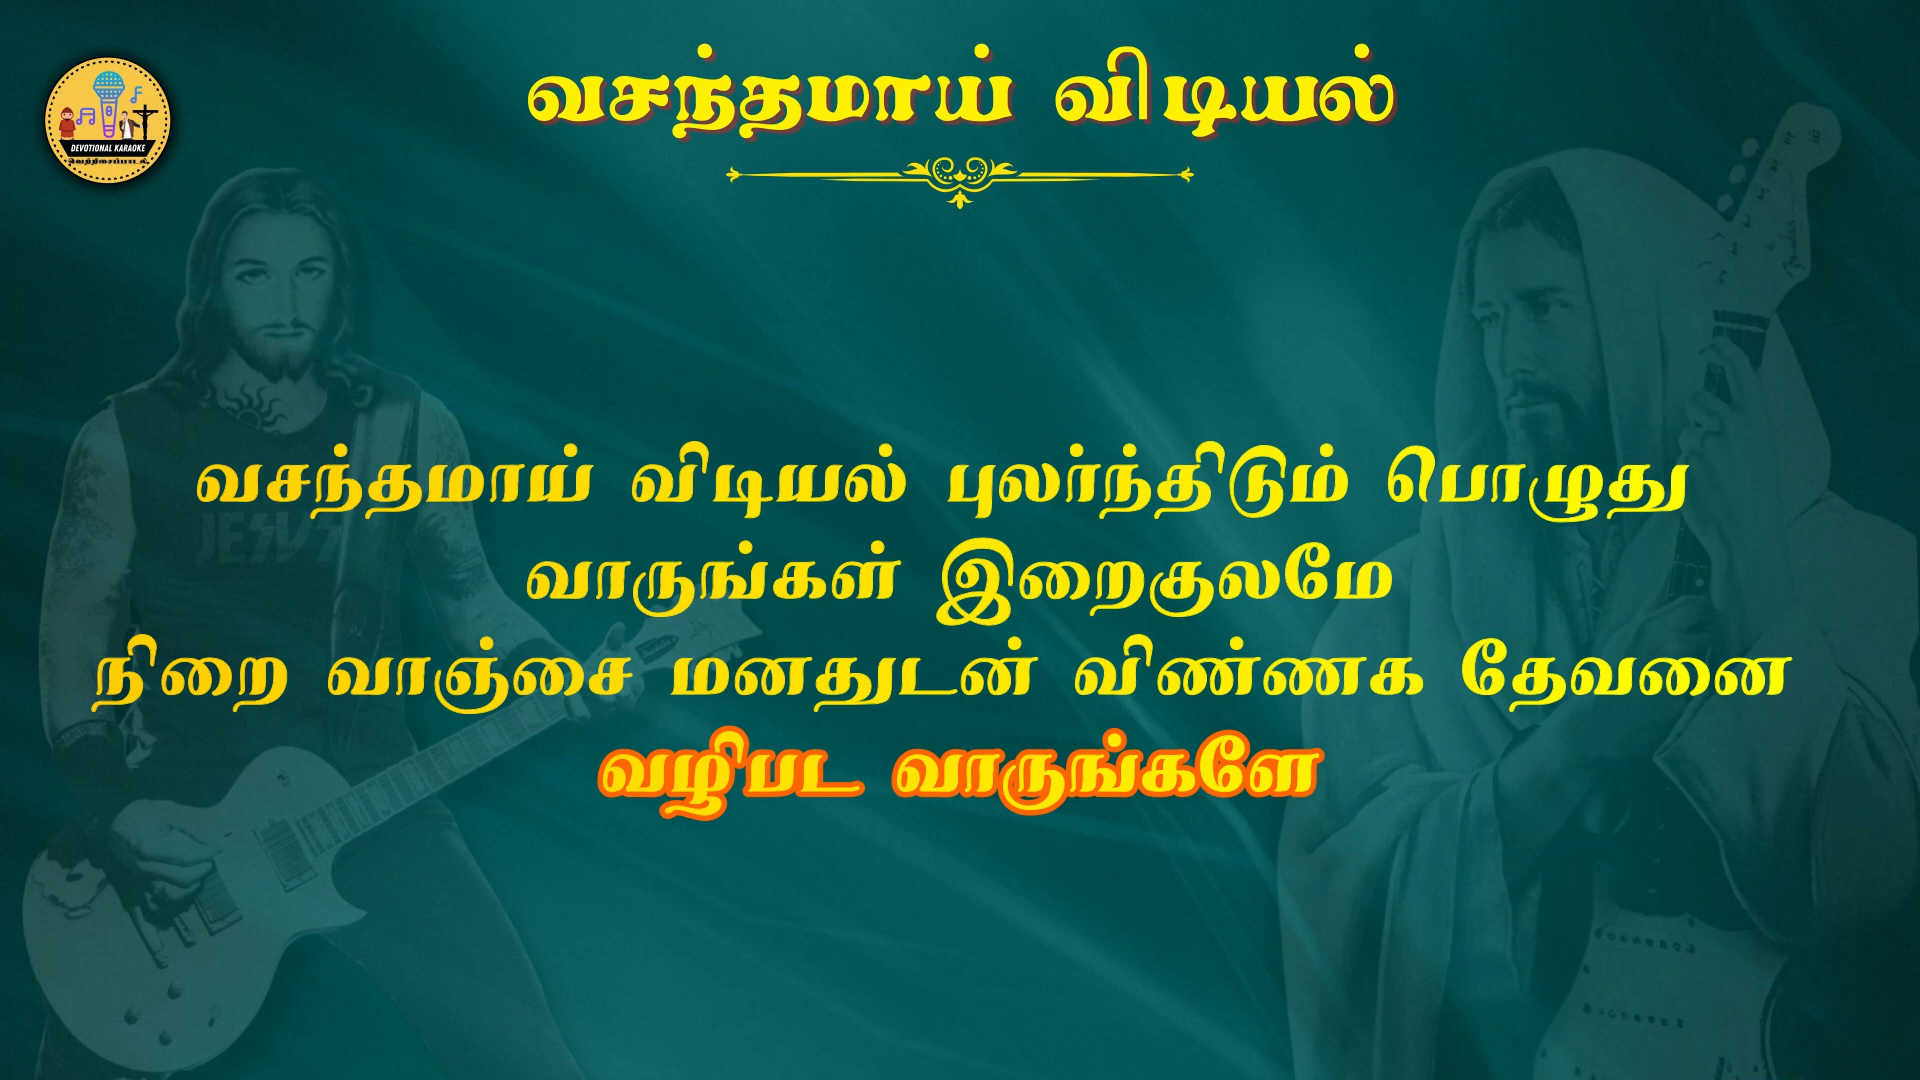 வசந்தமாய் விடியல்
DEVOTIONAL KARAOKE
வசந்தமாய் விடியல் புலர்ந்திடும் பொழுது
வாருங்கள் இறைகுலமே
JESUS
நிறை வாஞ்சை மனதுடன் விண்ணக தேவனை
வழிபட வாருங்களே